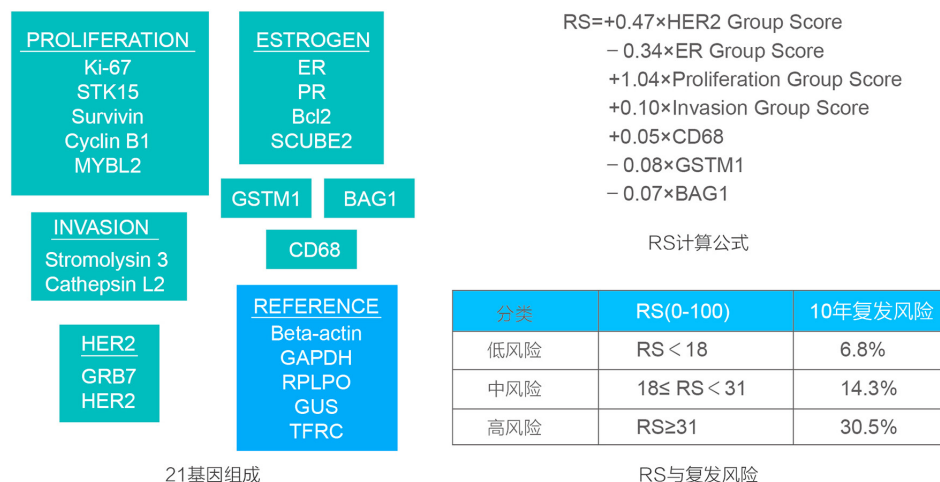 PROLIFERATION
Ki-67
STK15
Survivin
Cyclin B1
MYBL2
ESTROGEN
ER
PR
Bcl2
SCUBE2
GSTM1
BAG1
CD68
INVASION
Stromolysin 3
Cathepsin L2
HER2
GRB7
HER2
REFERENCE
Beta-actin
GAPDH
RPLPO
GUS
TFRC
21基因组成
RS=+0.47×HER2 Group Score
－0.34×ER Group Score
+1.04×Proliferation Group Score
+0.10×Invasion Group Score
+0.05×CD68
－0.08×GSTM1
－0.07×BAG1
RS计算公式
分类 RS(0-100) 10年复发风险
低风险 RS＜18 6.8%
中风险 18≤ RS＜31 14.3%
高风险 RS≥31 30.5%
RS与复发风险